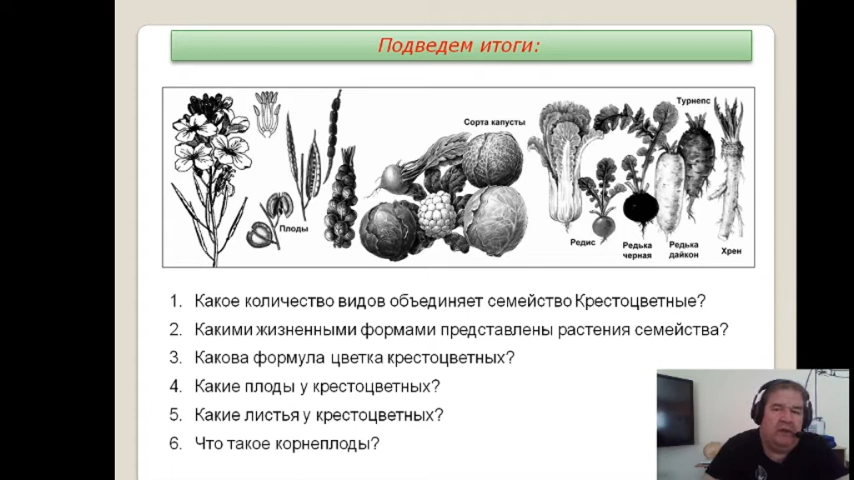 Подведем итоги:
Турнепс
Сорта капусты
Плоды
Редис
Редька
черная
Редька
дайкон
Хрен
1. Какое количество видов объединяет семейство Крестоцветные?
2. Какими жизненными формами представлены растения семейства?
3. Какова формула цветка крестоцветных?
4. Какие плоды у крестоцветных?
5. Какие листья у крестоцветных?
6. Что такое корнеплоды?